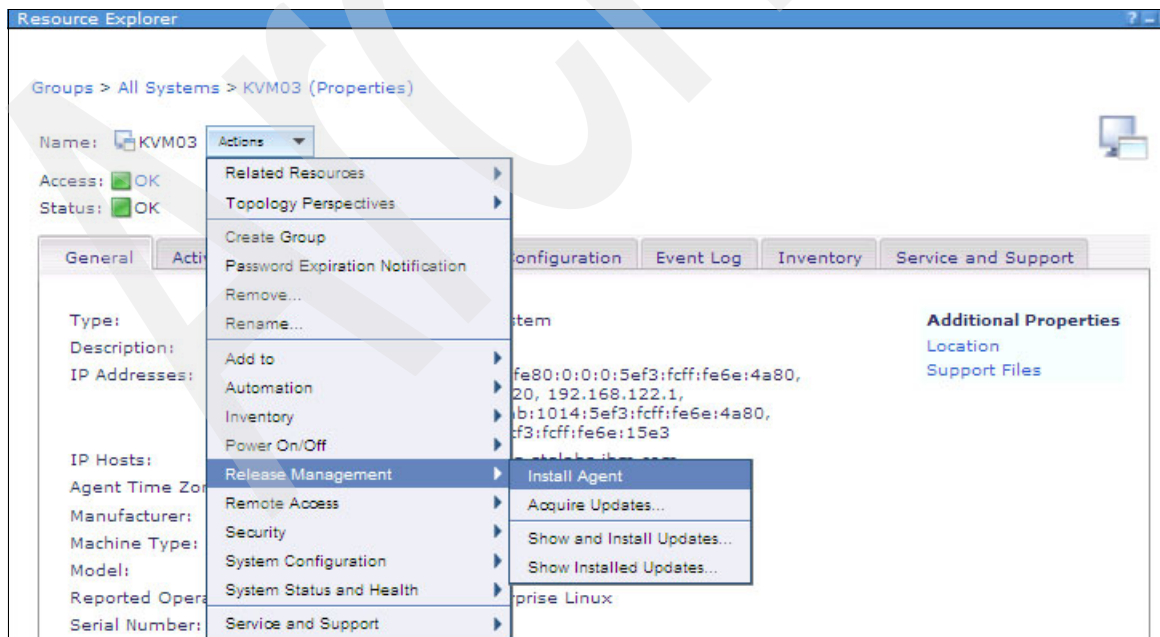 Resource Explorer ? –
Groups > All Systems > KVM03 (Properties)
Name: KVM03 Actions
Access: OK
Status: OK
Related Resources
Topology Perspectives
Create Group
Password Expiration Notification
Remove...
Rename...
Add to
Automation
Inventory
Power On/Off
Release Management
Remote Access
Security
System Configuration
System Status and Health
Service and Support
Install Agent
Acquire Updates...
Show and Install Updates...
Show Installed Updates...
General Configuration Event Log Inventory Service and Support
Type:
Description:
IP Addresses: fe80:0:0:0:5ef3:fcff:fe6e:4a80,
20, 192.168.122.1,
b:1014:5ef3:fcff:fe6e:4a80,
f3:fcff:fe6e:15e3
IP Hosts:
Agent Time Zon
Manufacturer:
Machine Type:
Model:
Reported Opera prise Linux
Serial Number:
Additional Properties
Location
Support Files